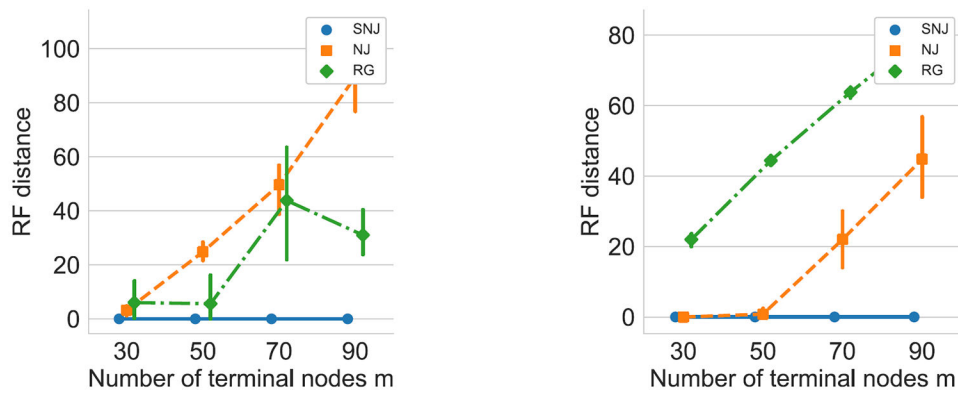 100
80
60
40
20
0
RF distance
30 50 70 90
Number of terminal nodes m
SNJ
NJ
RG
80
60
40
20
0
RF distance
30 50 70 90
Number of terminal nodes m
SNJ
NJ
RG